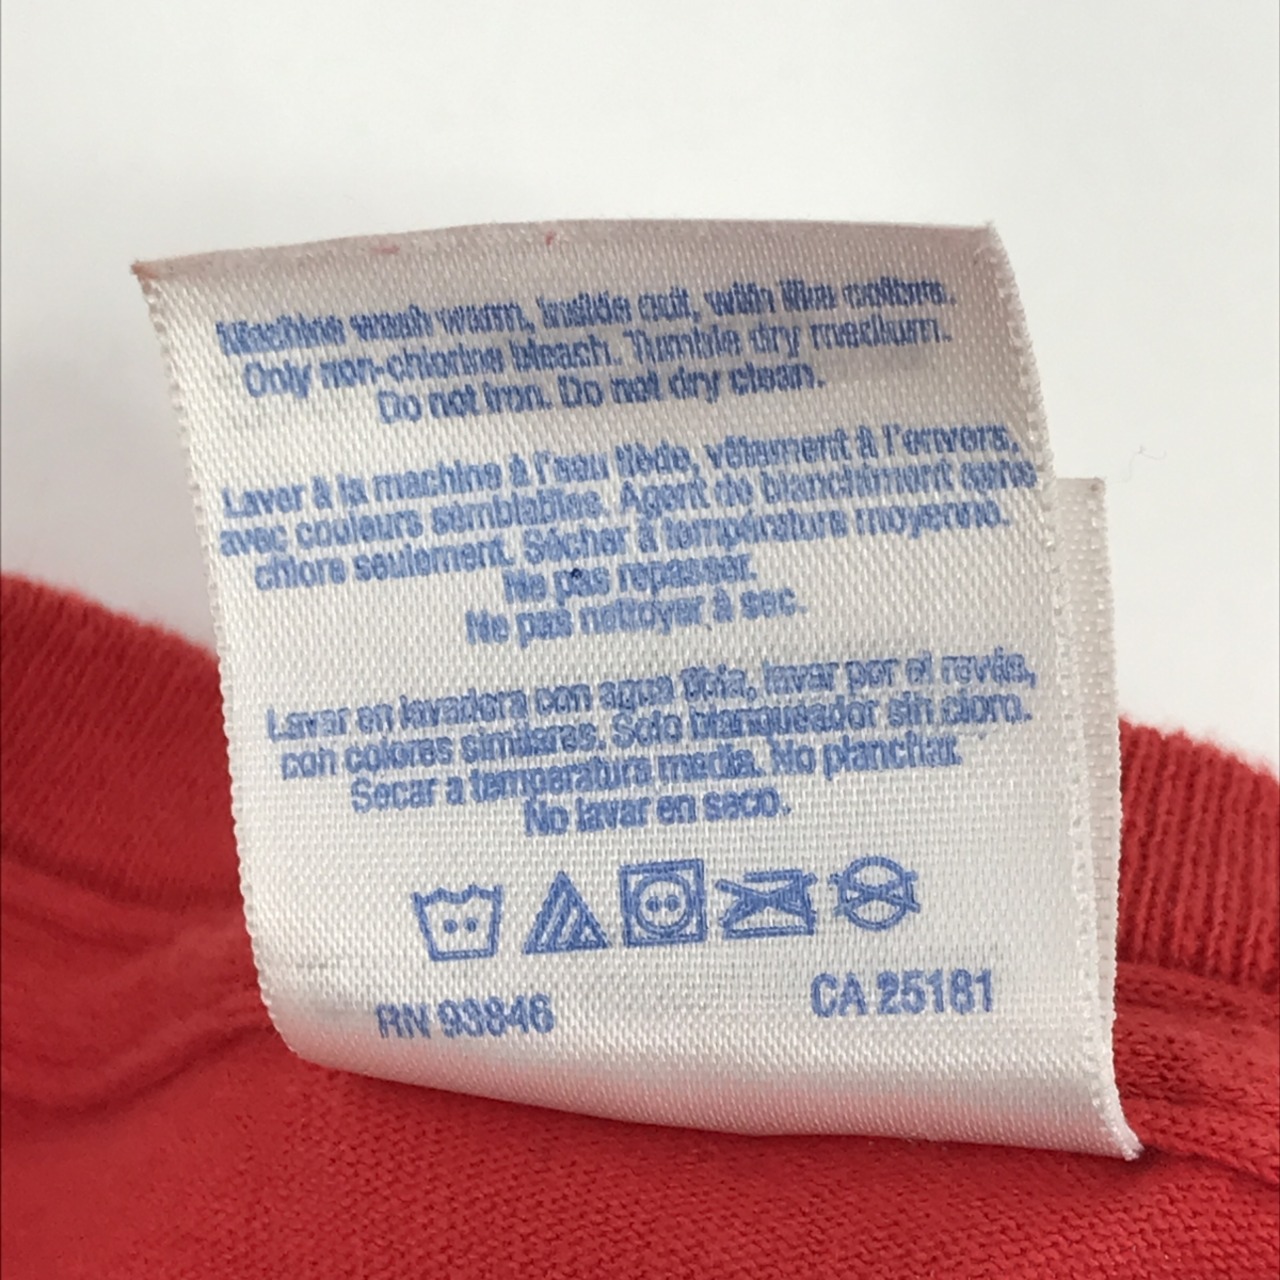 Machine wash warm, inside out, with like colors.
Only non-chlorine bleach. Tumble dry medium.
Do not iron. Do not dry clean.
Laver à la machine à l'eau tiède, vêtement à l'envers,
avec couleurs semblables. Agent de blanchiment sans
chlore seulement. Sécher à température moyenne.
Ne pas repasser.
Ne pas nettoyer à sec.
Lavar en lavadora con agua tibia, lavar por el revés,
con colores similares. Solo blanqueador sin cloro.
Secar a temperatura media. No planchar.
No lavar en seco.
RN 93846
CA 25181